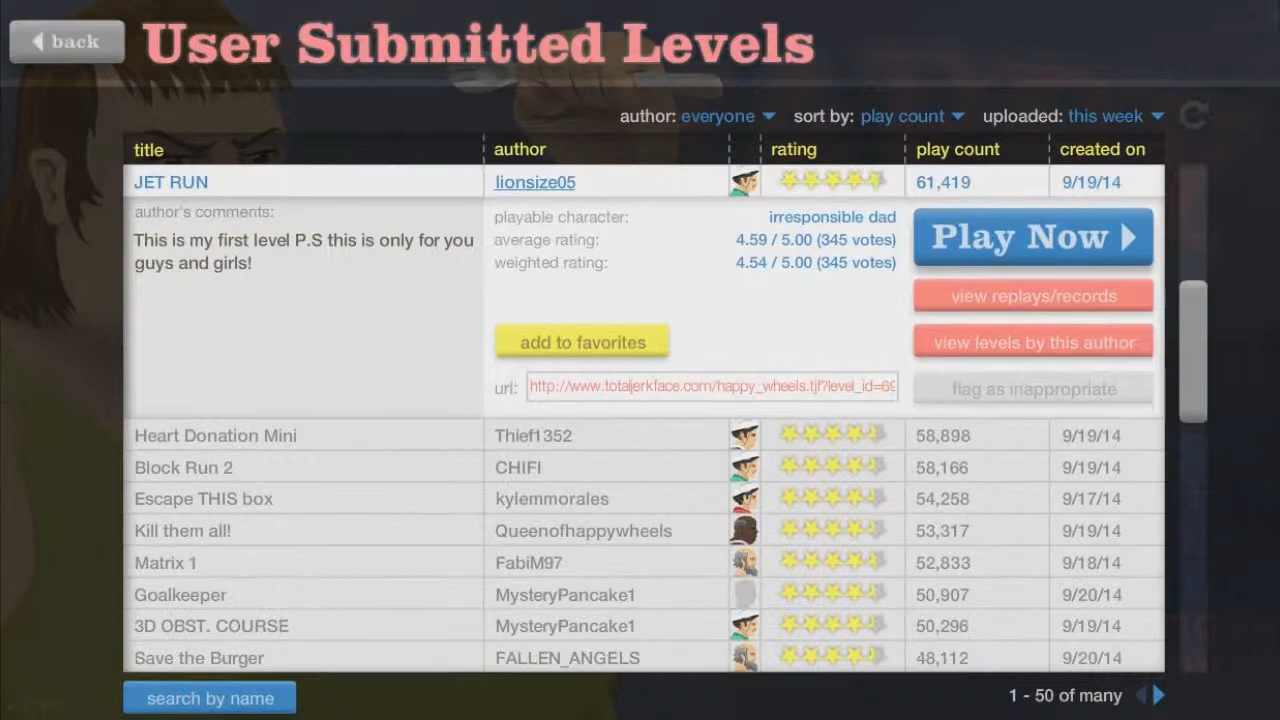 back
User Submitted Levels
author: everyone sort by: play count uploaded: this week
title author rating play count created on
JET RUN lionsize05 61,419 9/19/14
author's comments:
This is my first level P.S this is only for you
guys and girls!
playable character: irresponsible dad
average rating: 4.59 / 5.00 (345 votes)
weighted rating: 4.54 / 5.00 (345 votes)
Play Now
view replays/records
add to favorites
view levels by this author
url: http://www.totaljerkface.com/happy_wheels.tjf?level_id=69
flag as inappropriate
Heart Donation Mini Thief1352 58,898 9/19/14
Block Run 2 CHIFI 58,166 9/19/14
Escape THIS box kylemmorales 54,258 9/17/14
Kill them all! Queenofhappywheels 53,317 9/19/14
Matrix 1 FabiM97 52,833 9/18/14
Goalkeeper MysteryPancake1 50,907 9/20/14
3D OBST. COURSE MysteryPancake1 50,296 9/19/14
Save the Burger FALLEN_ANGELS 48,112 9/20/14
search by name
1 - 50 of many